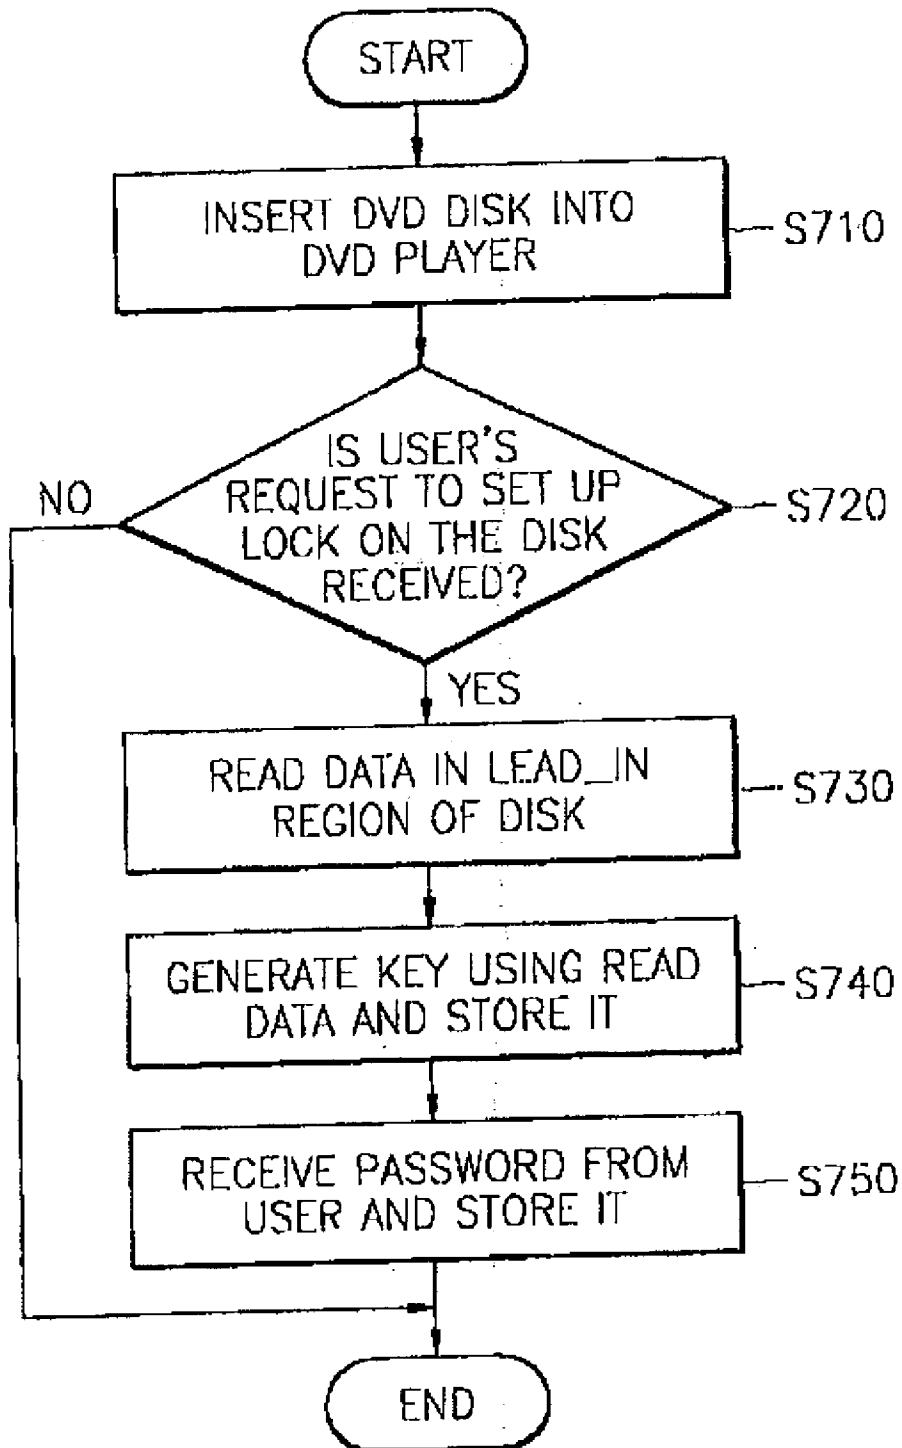 START
INSERT DVD DISK INTO
DVD PLAYER
S710
IS USER'S
REQUEST TO SET UP
LOCK ON THE DISK
RECEIVED?
NO
S720
YES
READ DATA IN LEAD_IN
REGION OF DISK
S730
GENERATE KEY USING READ
DATA AND STORE IT
S740
RECEIVE PASSWORD FROM
USER AND STORE IT
S750
END